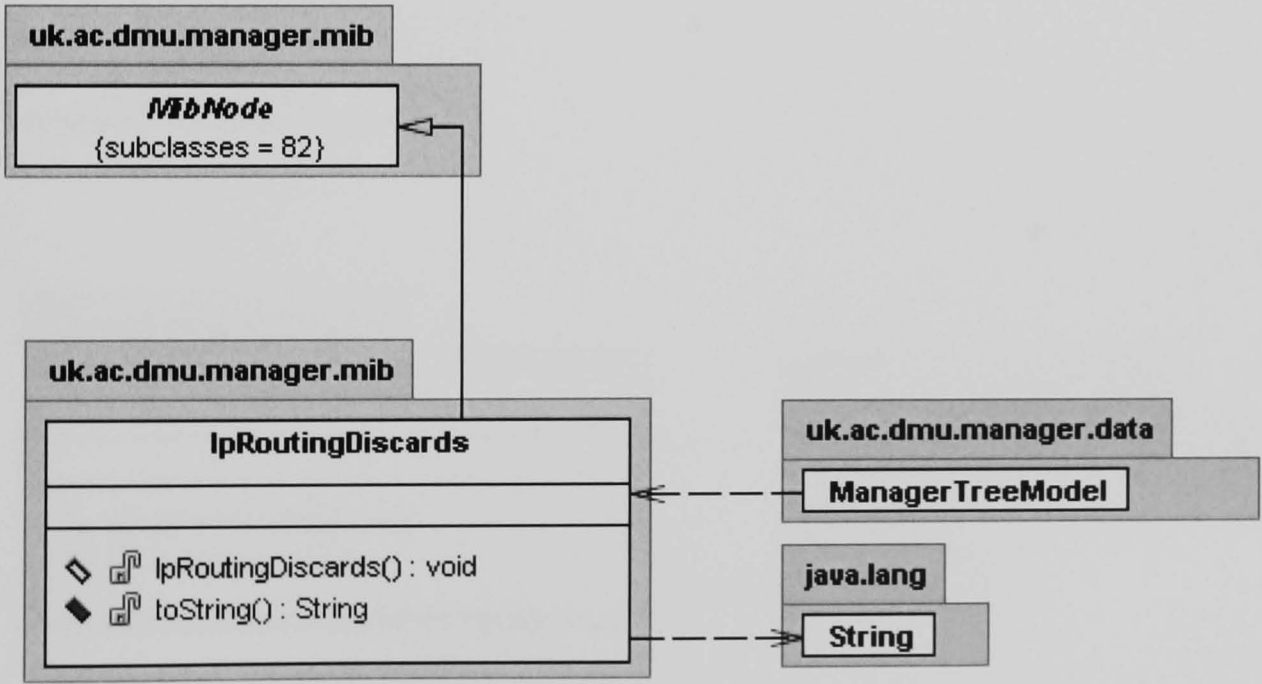 uk.ac.dmu.manager.mib
MibNode
{subclasses = 82}
uk.ac.dmu.manager.mib
IpRoutingDiscards
IpRoutingDiscards() : void
toString() : String
uk.ac.dmu.manager.data
ManagerTreeModel
java.lang
String